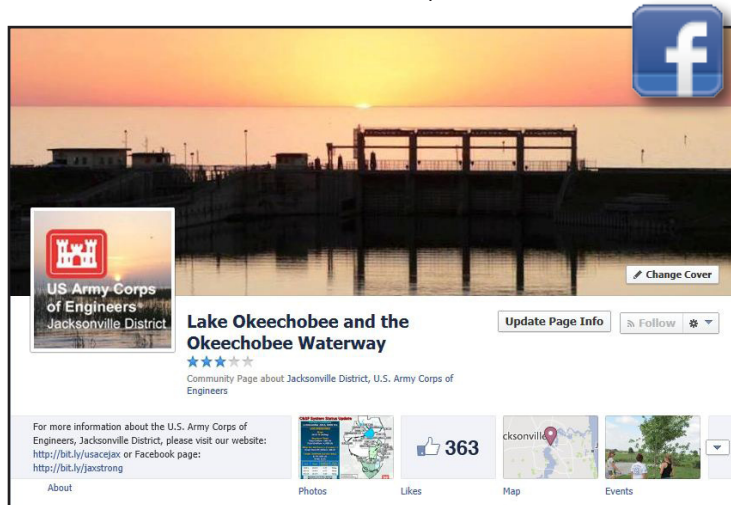 f
US Army Corps
of Engineers®
Jacksonville District
Change Cover
Lake Okeechobee and the
Okeechobee Waterway
Update Page Info
Follow
Community Page about Jacksonville District, U.S. Army Corps of
Engineers
For more information about the U.S. Army Corps of
Engineers, Jacksonville District, please visit our website:
http://bit.ly/usacejax or Facebook page:
http://bit.ly/jaxstrong
About
Photos
363
Likes
cksonville
Map
Events